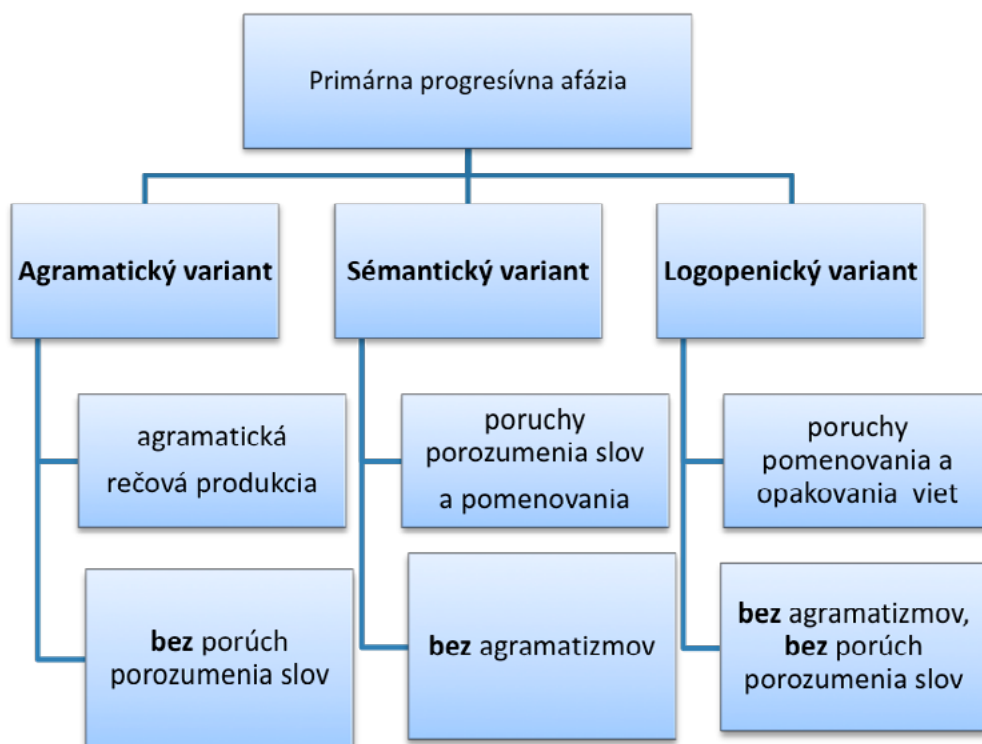 Primárna progresívna afázia
Agramatický variant
Sémantický variant
Logopenický variant
agramatická
rečová produkcia
poruchy
porozumenia slov
a pomenovania
poruchy
pomenovania a
opakovania viet
bez porúch
porozumenia slov
bez agramatizmov
bez agramatizmov,
bez porúch
porozumenia slov